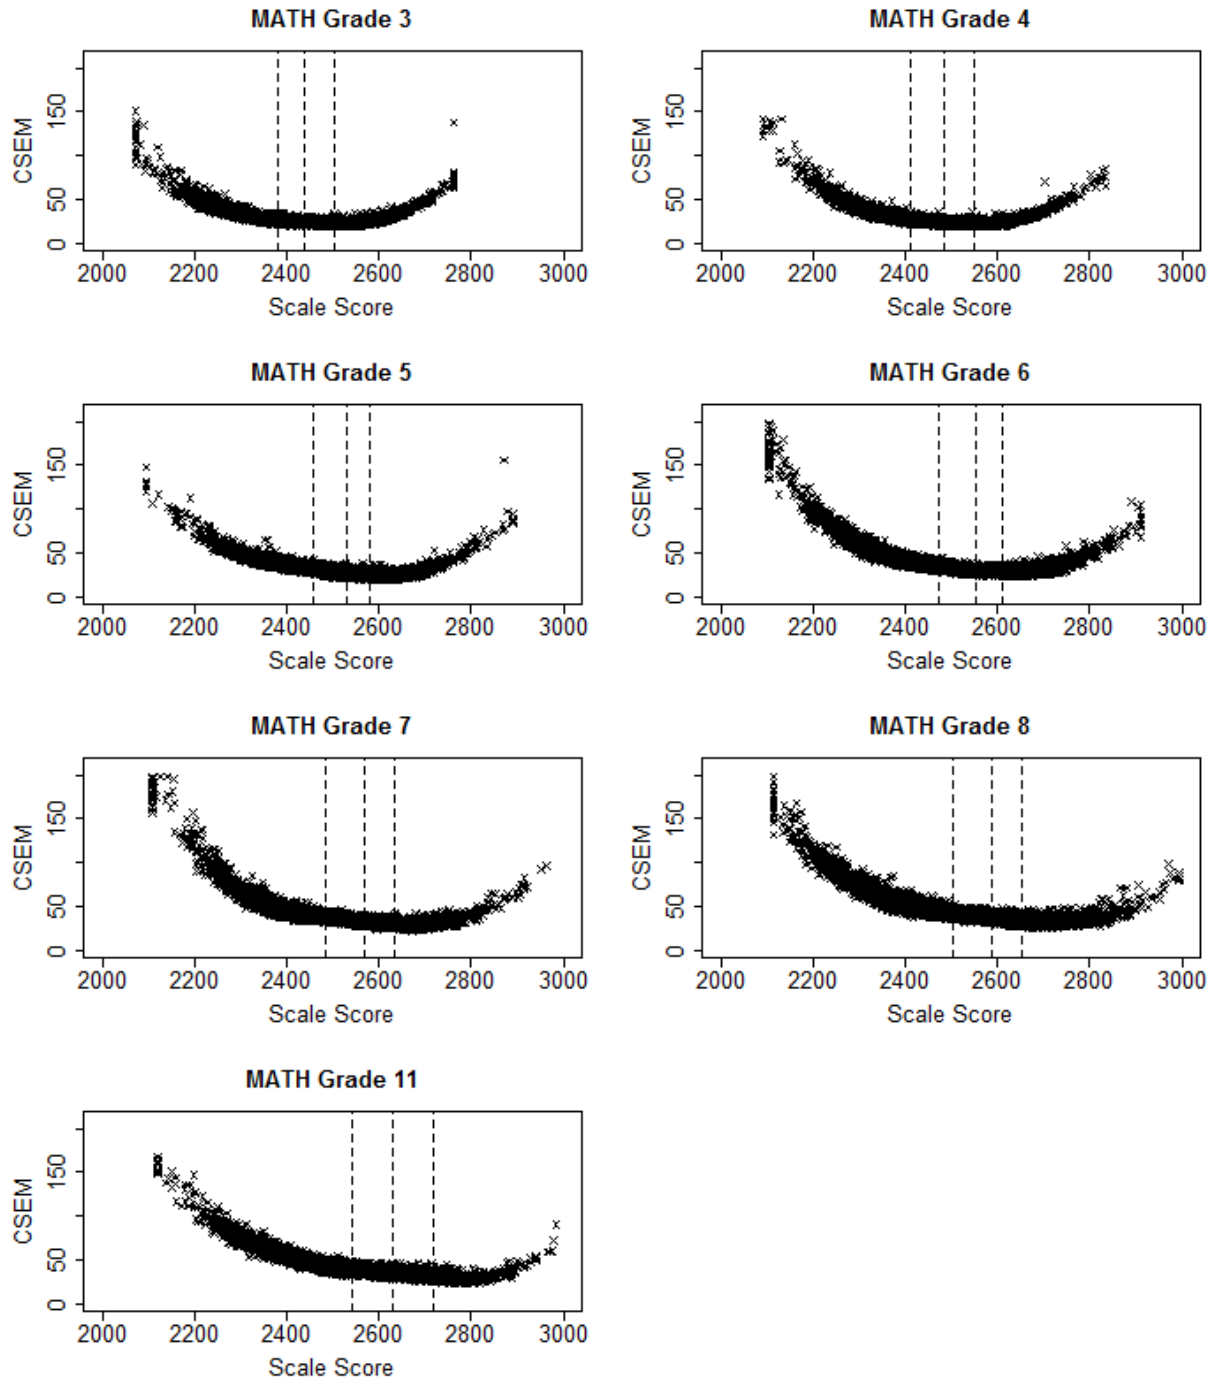 MATH Grade 3
CSEM
150
50
0
2000 2200 2400 2600 2800 3000
Scale Score
MATH Grade 4
CSEM
150
50
0
2000 2200 2400 2600 2800 3000
Scale Score
MATH Grade 5
CSEM
150
50
0
2000 2200 2400 2600 2800 3000
Scale Score
MATH Grade 6
CSEM
150
50
0
2000 2200 2400 2600 2800 3000
Scale Score
MATH Grade 7
CSEM
150
50
0
2000 2200 2400 2600 2800 3000
Scale Score
MATH Grade 8
CSEM
150
50
0
2000 2200 2400 2600 2800 3000
Scale Score
MATH Grade 11
CSEM
150
50
0
2000 2200 2400 2600 2800 3000
Scale Score